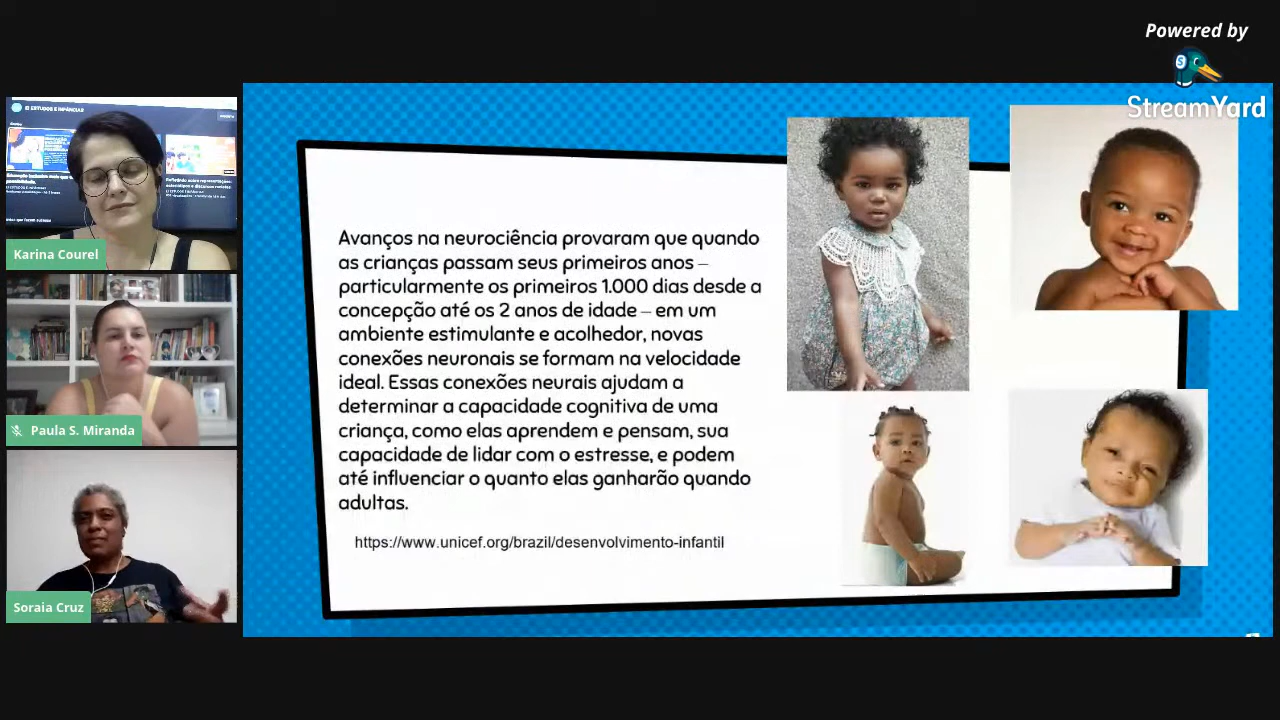 Powered by
StreamYard
EI ESTUDOS E INFÂNCIAS
Karina Courel
Paula S. Miranda
Soraia Cruz
Avanços na neurociência provaram que quando
as crianças passam seus primeiros anos –
particularmente os primeiros 1.000 dias desde a
concepção até os 2 anos de idade – em um
ambiente estimulante e acolhedor, novas
conexões neuronais se formam na velocidade
ideal. Essas conexões neurais ajudam a
determinar a capacidade cognitiva de uma
criança, como elas aprendem e pensam, sua
capacidade de lidar com o estresse, e podem
até influenciar o quanto elas ganharão quando
adultas.
https://www.unicef.org/brazil/desenvolvimento-infantil